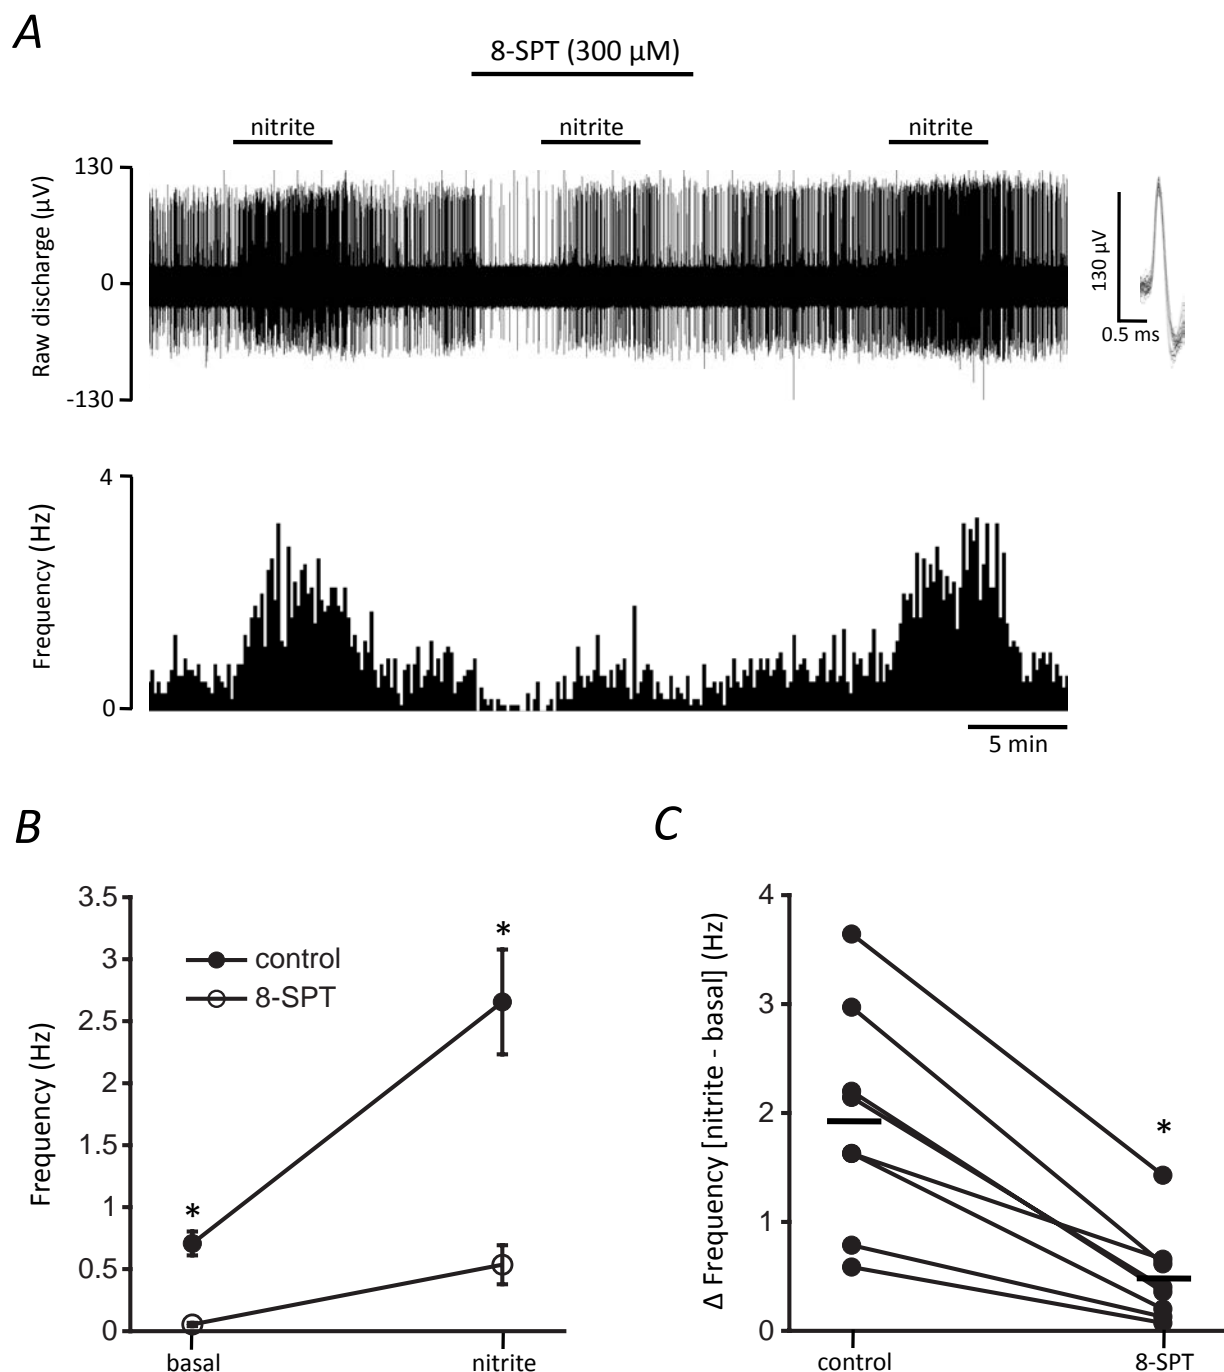 A
8-SPT (300 µM)
nitrite nitrite nitrite
130
0
-130
Raw discharge (µV)
130 µV
0.5 ms
4
0
Frequency (Hz)
5 min
B
3.5
3
2.5
2
1.5
1
0.5
0
Frequency (Hz)
control
8-SPT
*
*
basal nitrite
C
4
3
2
1
0
Δ Frequency [nitrite - basal] (Hz)
*
control 8-SPT